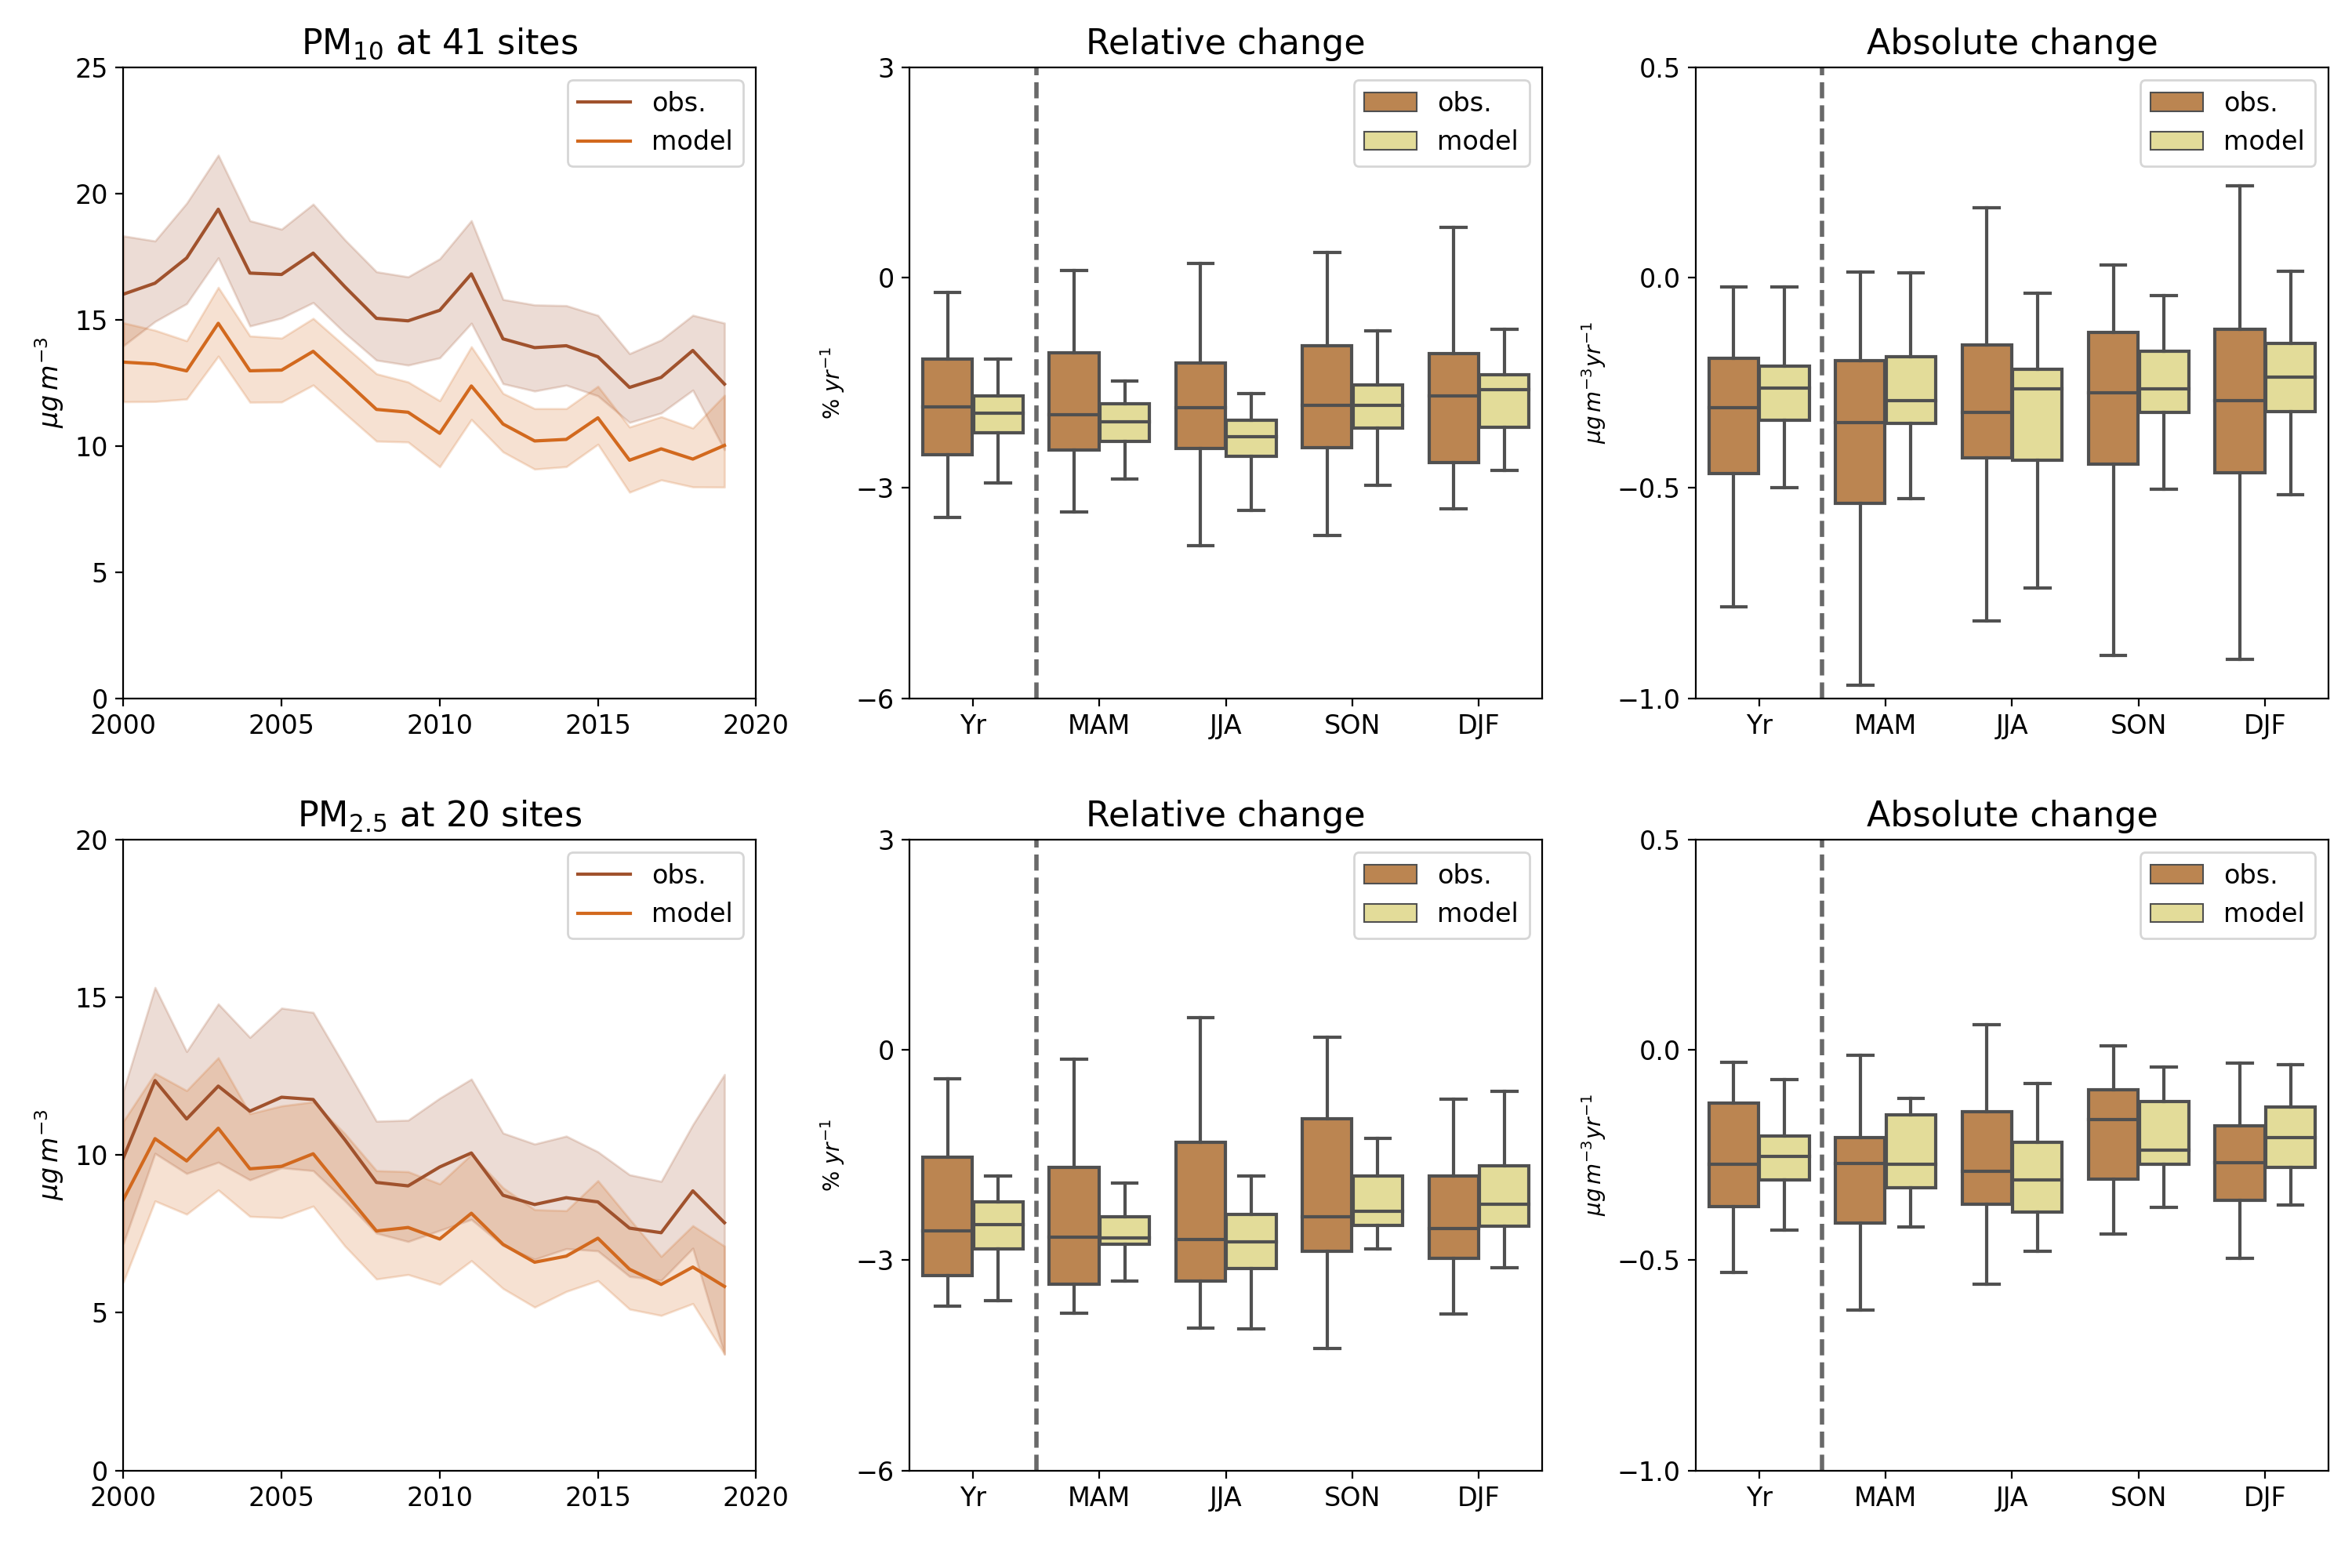 PM10 at 41 sites
25
20
15
10
5
0
μg m−3
2000 2005 2010 2015 2020
obs.
model
Relative change
3
0
−3
−6
% yr−1
Yr MAM JJA SON DJF
obs.
model
Absolute change
0.5
0.0
−0.5
−1.0
μg m−3yr−1
Yr MAM JJA SON DJF
obs.
model
PM2.5 at 20 sites
20
15
10
5
0
μg m−3
2000 2005 2010 2015 2020
obs.
model
Relative change
3
0
−3
−6
% yr−1
Yr MAM JJA SON DJF
obs.
model
Absolute change
0.5
0.0
−0.5
−1.0
μg m−3yr−1
Yr MAM JJA SON DJF
obs.
model